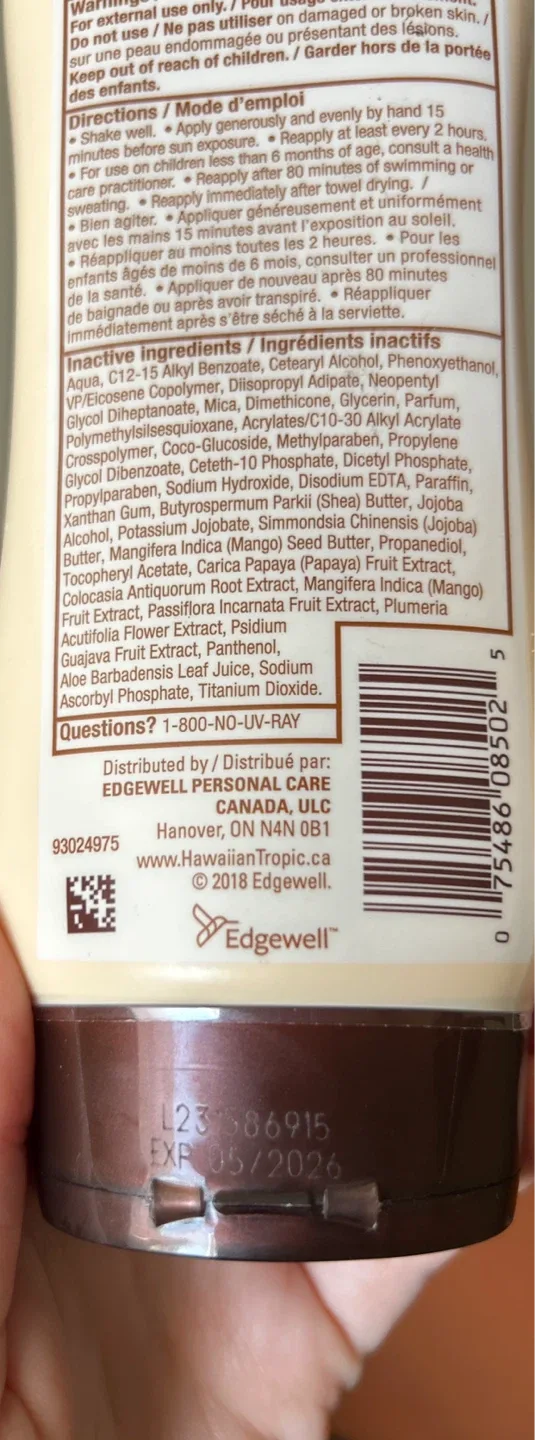 For external use only. / Pour usage
Do not use / Ne pas utiliser on damaged or broken skin. /
sur une peau endommagée ou présentant des lésions.
Keep out of reach of children. / Garder hors de la portée
des enfants.
Directions / Mode d'emploi
• Shake well. • Apply generously and evenly by hand 15
minutes before sun exposure. • Reapply at least every 2 hours.
• For use on children less than 6 months of age, consult a health
care practitioner. • Reapply after 80 minutes of swimming or
sweating. • Reapply immediately after towel drying. /
• Bien agiter. • Appliquer généreusement et uniformément
avec les mains 15 minutes avant l'exposition au soleil.
• Réappliquer au moins toutes les 2 heures. • Pour les
enfants âgés de moins de 6 mois, consulter un professionnel
de la santé. • Appliquer de nouveau après 80 minutes
de baignade ou après avoir transpiré. • Réappliquer
immédiatement après s'être séché à la serviette.
Inactive ingredients / Ingrédients inactifs
Aqua, C12-15 Alkyl Benzoate, Cetearyl Alcohol, Phenoxyethanol,
VP/Eicosene Copolymer, Diisopropyl Adipate, Neopentyl
Glycol Diheptanoate, Mica, Dimethicone, Glycerin, Parfum,
Polymethylsilsesquioxane, Acrylates/C10-30 Alkyl Acrylate
Crosspolymer, Coco-Glucoside, Methylparaben, Propylene
Glycol Dibenzoate, Ceteth-10 Phosphate, Dicetyl Phosphate,
Propylparaben, Sodium Hydroxide, Disodium EDTA, Paraffin,
Xanthan Gum, Butyrospermum Parkii (Shea) Butter, Jojoba
Alcohol, Potassium Jojobate, Simmondsia Chinensis (Jojoba)
Butter, Mangifera Indica (Mango) Seed Butter, Propanediol,
Tocopheryl Acetate, Carica Papaya (Papaya) Fruit Extract,
Colocasia Antiquorum Root Extract, Mangifera Indica (Mango)
Fruit Extract, Passiflora Incarnata Fruit Extract, Plumeria
Acutifolia Flower Extract, Psidium
Guajava Fruit Extract, Panthenol,
Aloe Barbadensis Leaf Juice, Sodium
Ascorbyl Phosphate, Titanium Dioxide.
Questions? 1-800-NO-UV-RAY
Distributed by / Distribué par:
EDGEWELL PERSONAL CARE
CANADA, ULC
Hanover, ON N4N 0B1
93024975
www.HawaiianTropic.ca
© 2018 Edgewell.
Edgewell™
0 75486 08502 5
EXP 05/2026